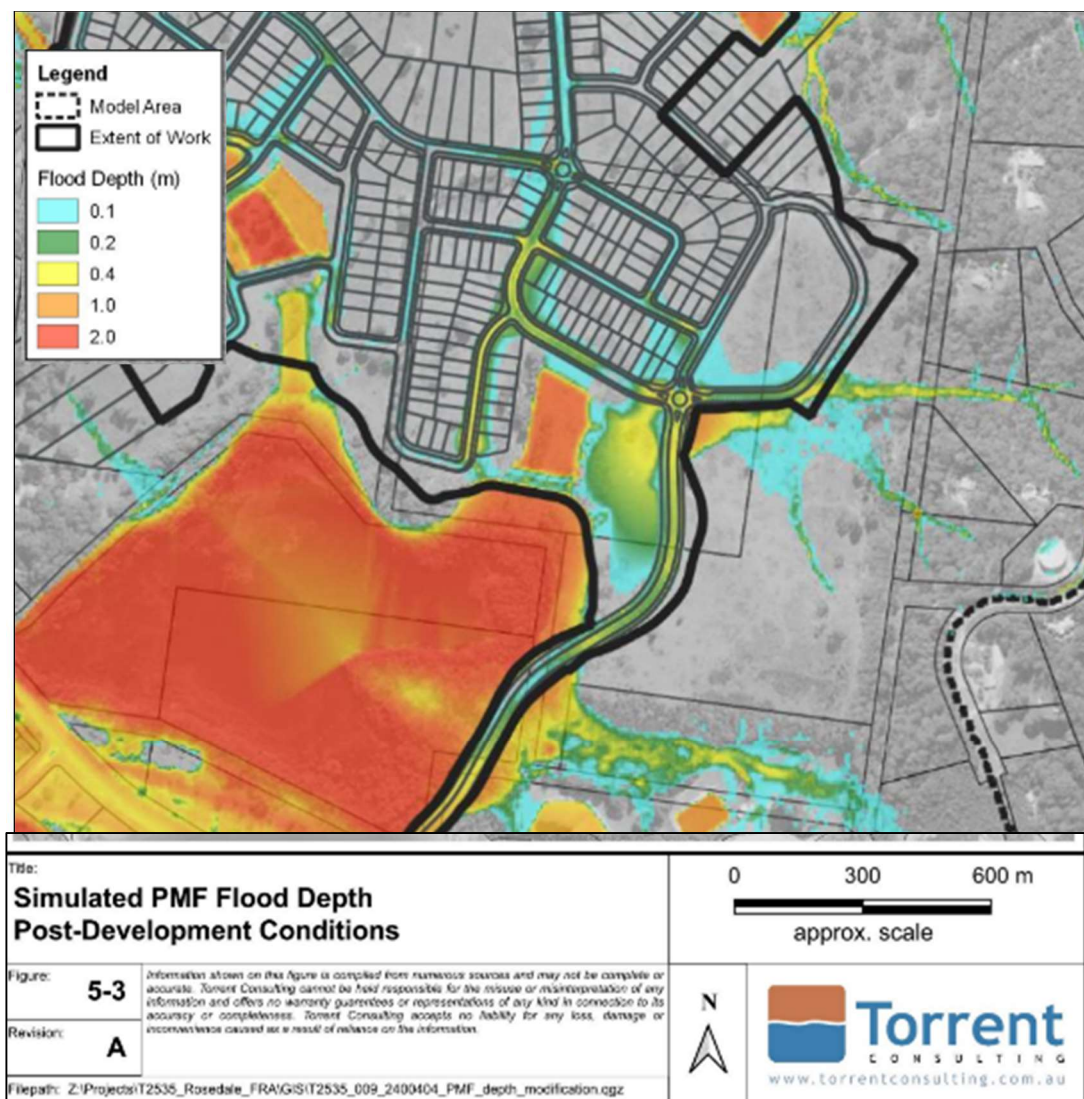 Legend
Model Area
Extent of Work
Flood Depth (m)
0.1
0.2
0.4
1.0
2.0
Title:
Simulated PMF Flood Depth
Post-Development Conditions
0 300 600 m
approx. scale
Figure:
5-3
Revision:
A
Information shown on this figure is compiled from numerous sources and may not be complete or
accurate. Torrent Consulting cannot be held responsible for the misuse or misinterpretation of any
information and offers no warranty guarentees or representations of any kind in connection to its
accuracy or completeness. Torrent Consulting accepts no liability for any loss, damage or
inconvenience caused as a result of reliance on the information.
N
Torrent
CONSULTING
www.torrentconsulting.com.au
Filepath: Z:\Projects\T2535_Rosedale_FRA\GIS\T2535_009_2400404_PMF_depth_modification.qgz